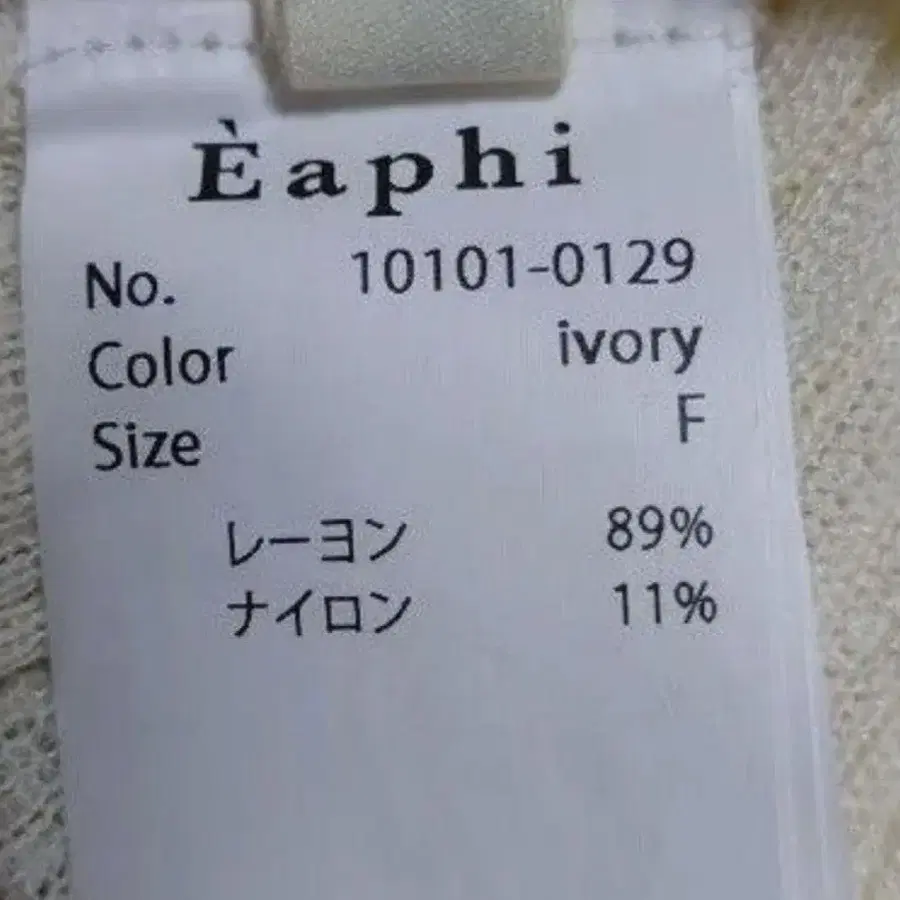 Èaphi
No. 10101-0129
Color ivory
Size F
レーヨン 89%
ナイロン 11%